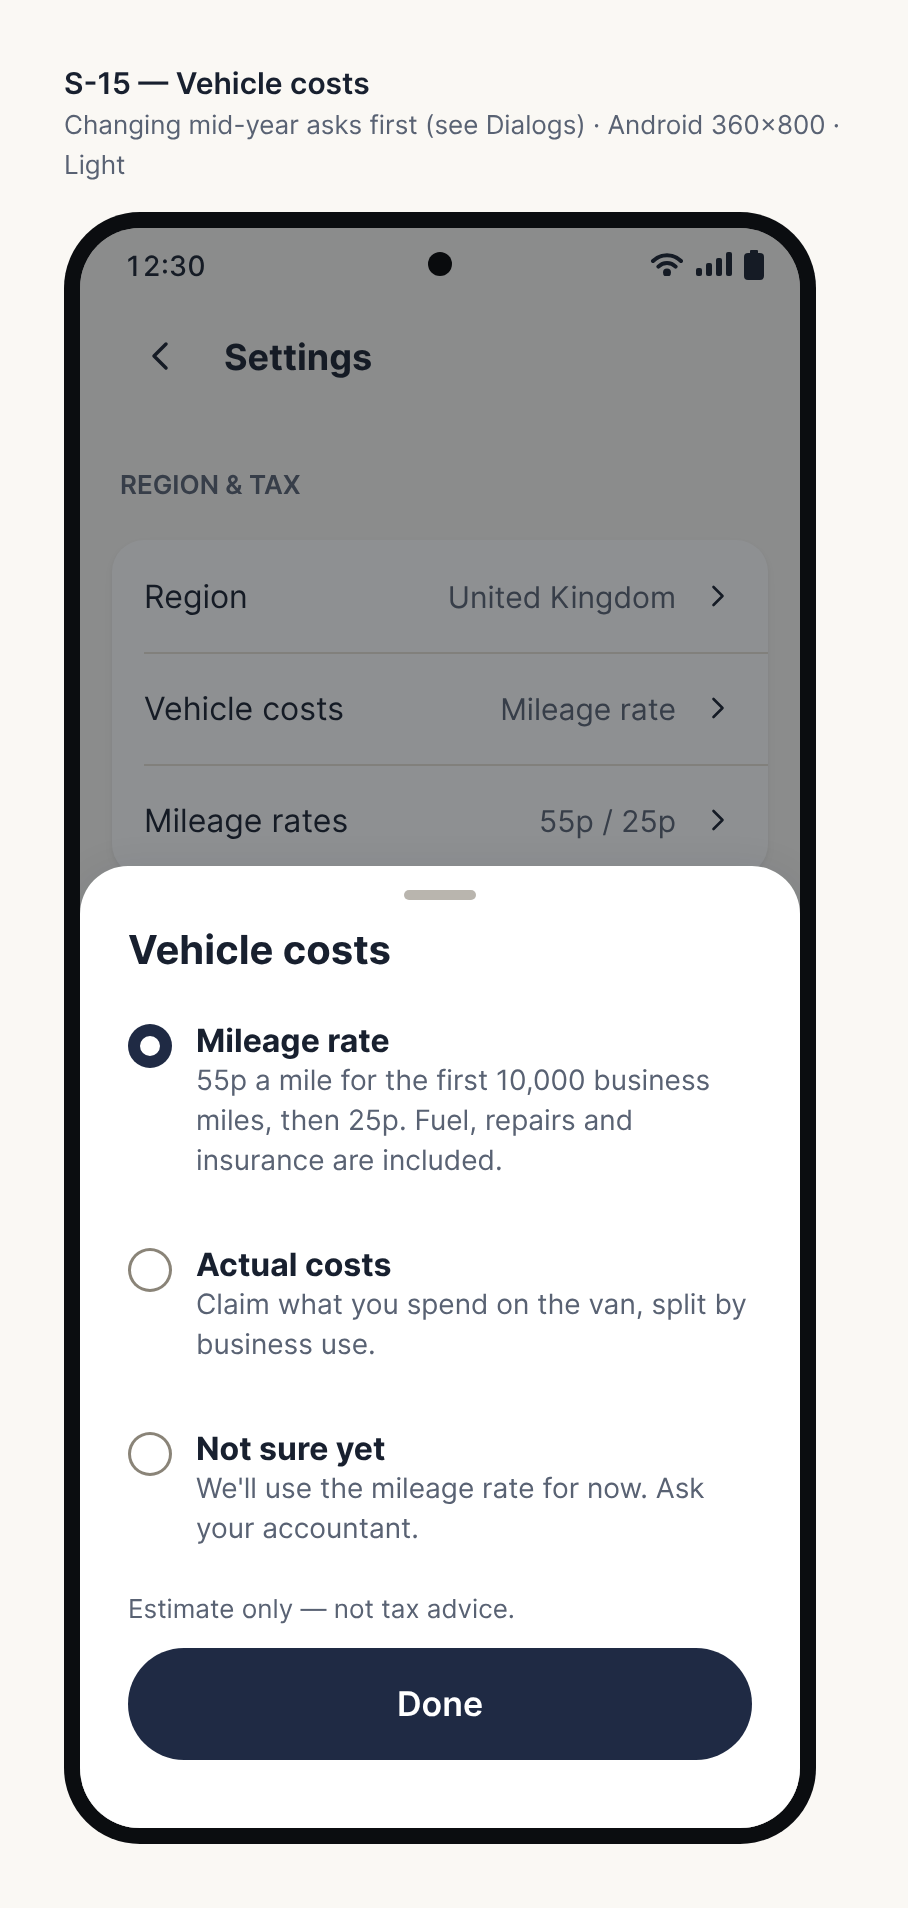 S-15 — Vehicle costs
Changing mid-year asks first (see Dialogs) · Android 360×800 ·
Light
12:30
Settings
REGION & TAX
Region United Kingdom
Vehicle costs Mileage rate
Mileage rates 55p / 25p
Vehicle costs
Mileage rate
55p a mile for the first 10,000 business
miles, then 25p. Fuel, repairs and
insurance are included.
Actual costs
Claim what you spend on the van, split by
business use.
Not sure yet
We'll use the mileage rate for now. Ask
your accountant.
Estimate only — not tax advice.
Done